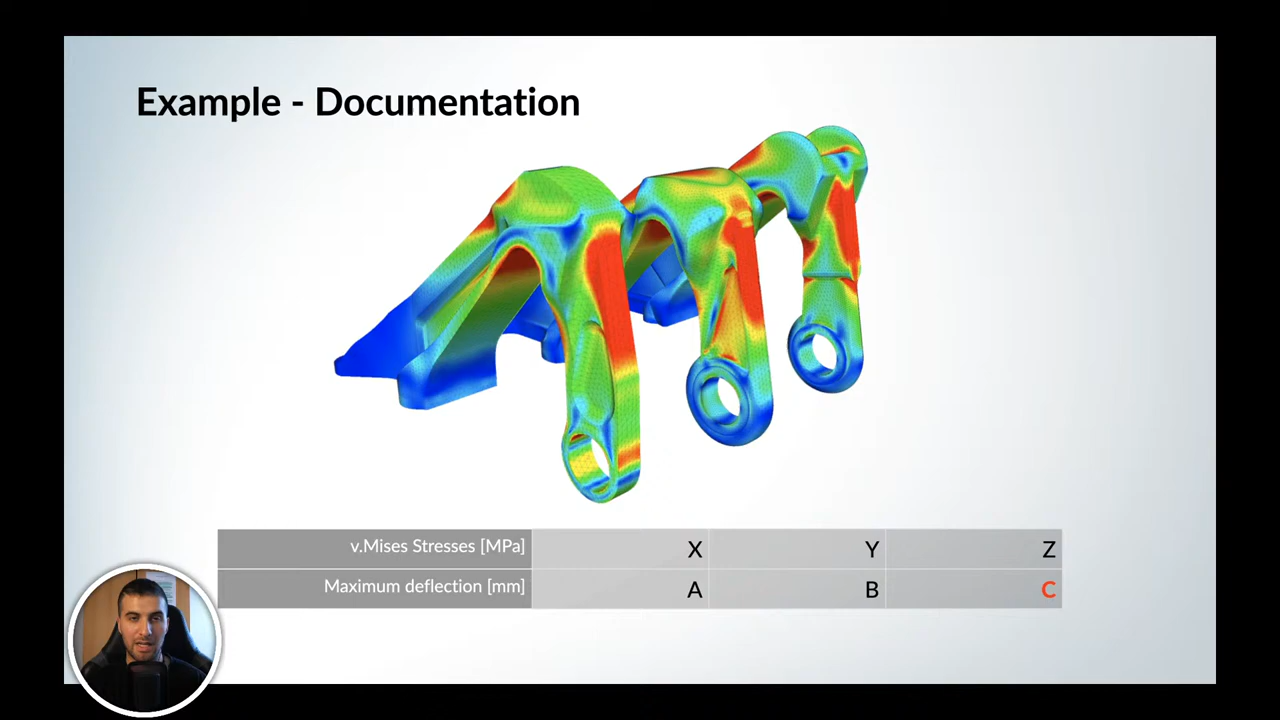 Example - Documentation
v.Mises Stresses [MPa] X Y Z
Maximum deflection [mm] A B C